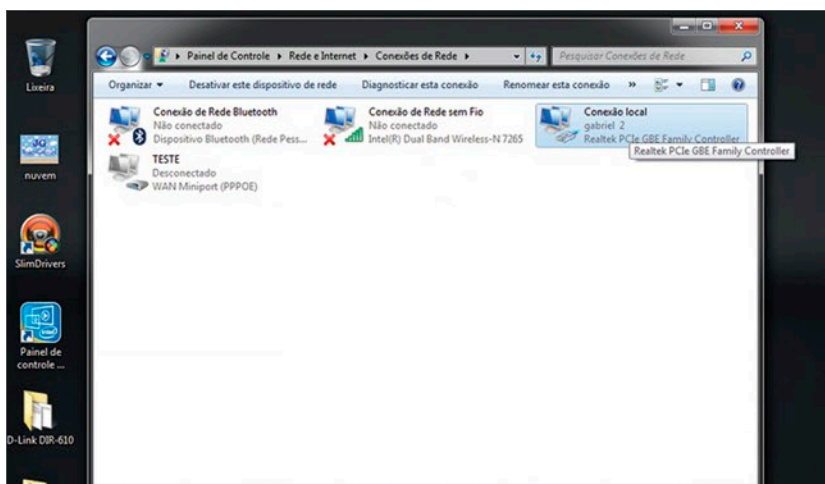 Lixeira
nuvem
SlimDrivers
Painel de
controle ...
D-Link DIR-610
Painel de Controle ▸ Rede e Internet ▸ Conexões de Rede ▸
Pesquisar Conexões de Rede
Organizar ▾ Desativar este dispositivo de rede Diagnosticar esta conexão Renomear esta conexão »
Conexão de Rede Bluetooth
Não conectado
Dispositivo Bluetooth (Rede Pess...
Conexão de Rede sem Fio
Não conectado
Intel(R) Dual Band Wireless-N 7265
Conexão local
gabriel 2
Realtek PCIe GBE Family Controller
Realtek PCIe GBE Family Controller
TESTE
Desconectado
WAN Miniport (PPPOE)